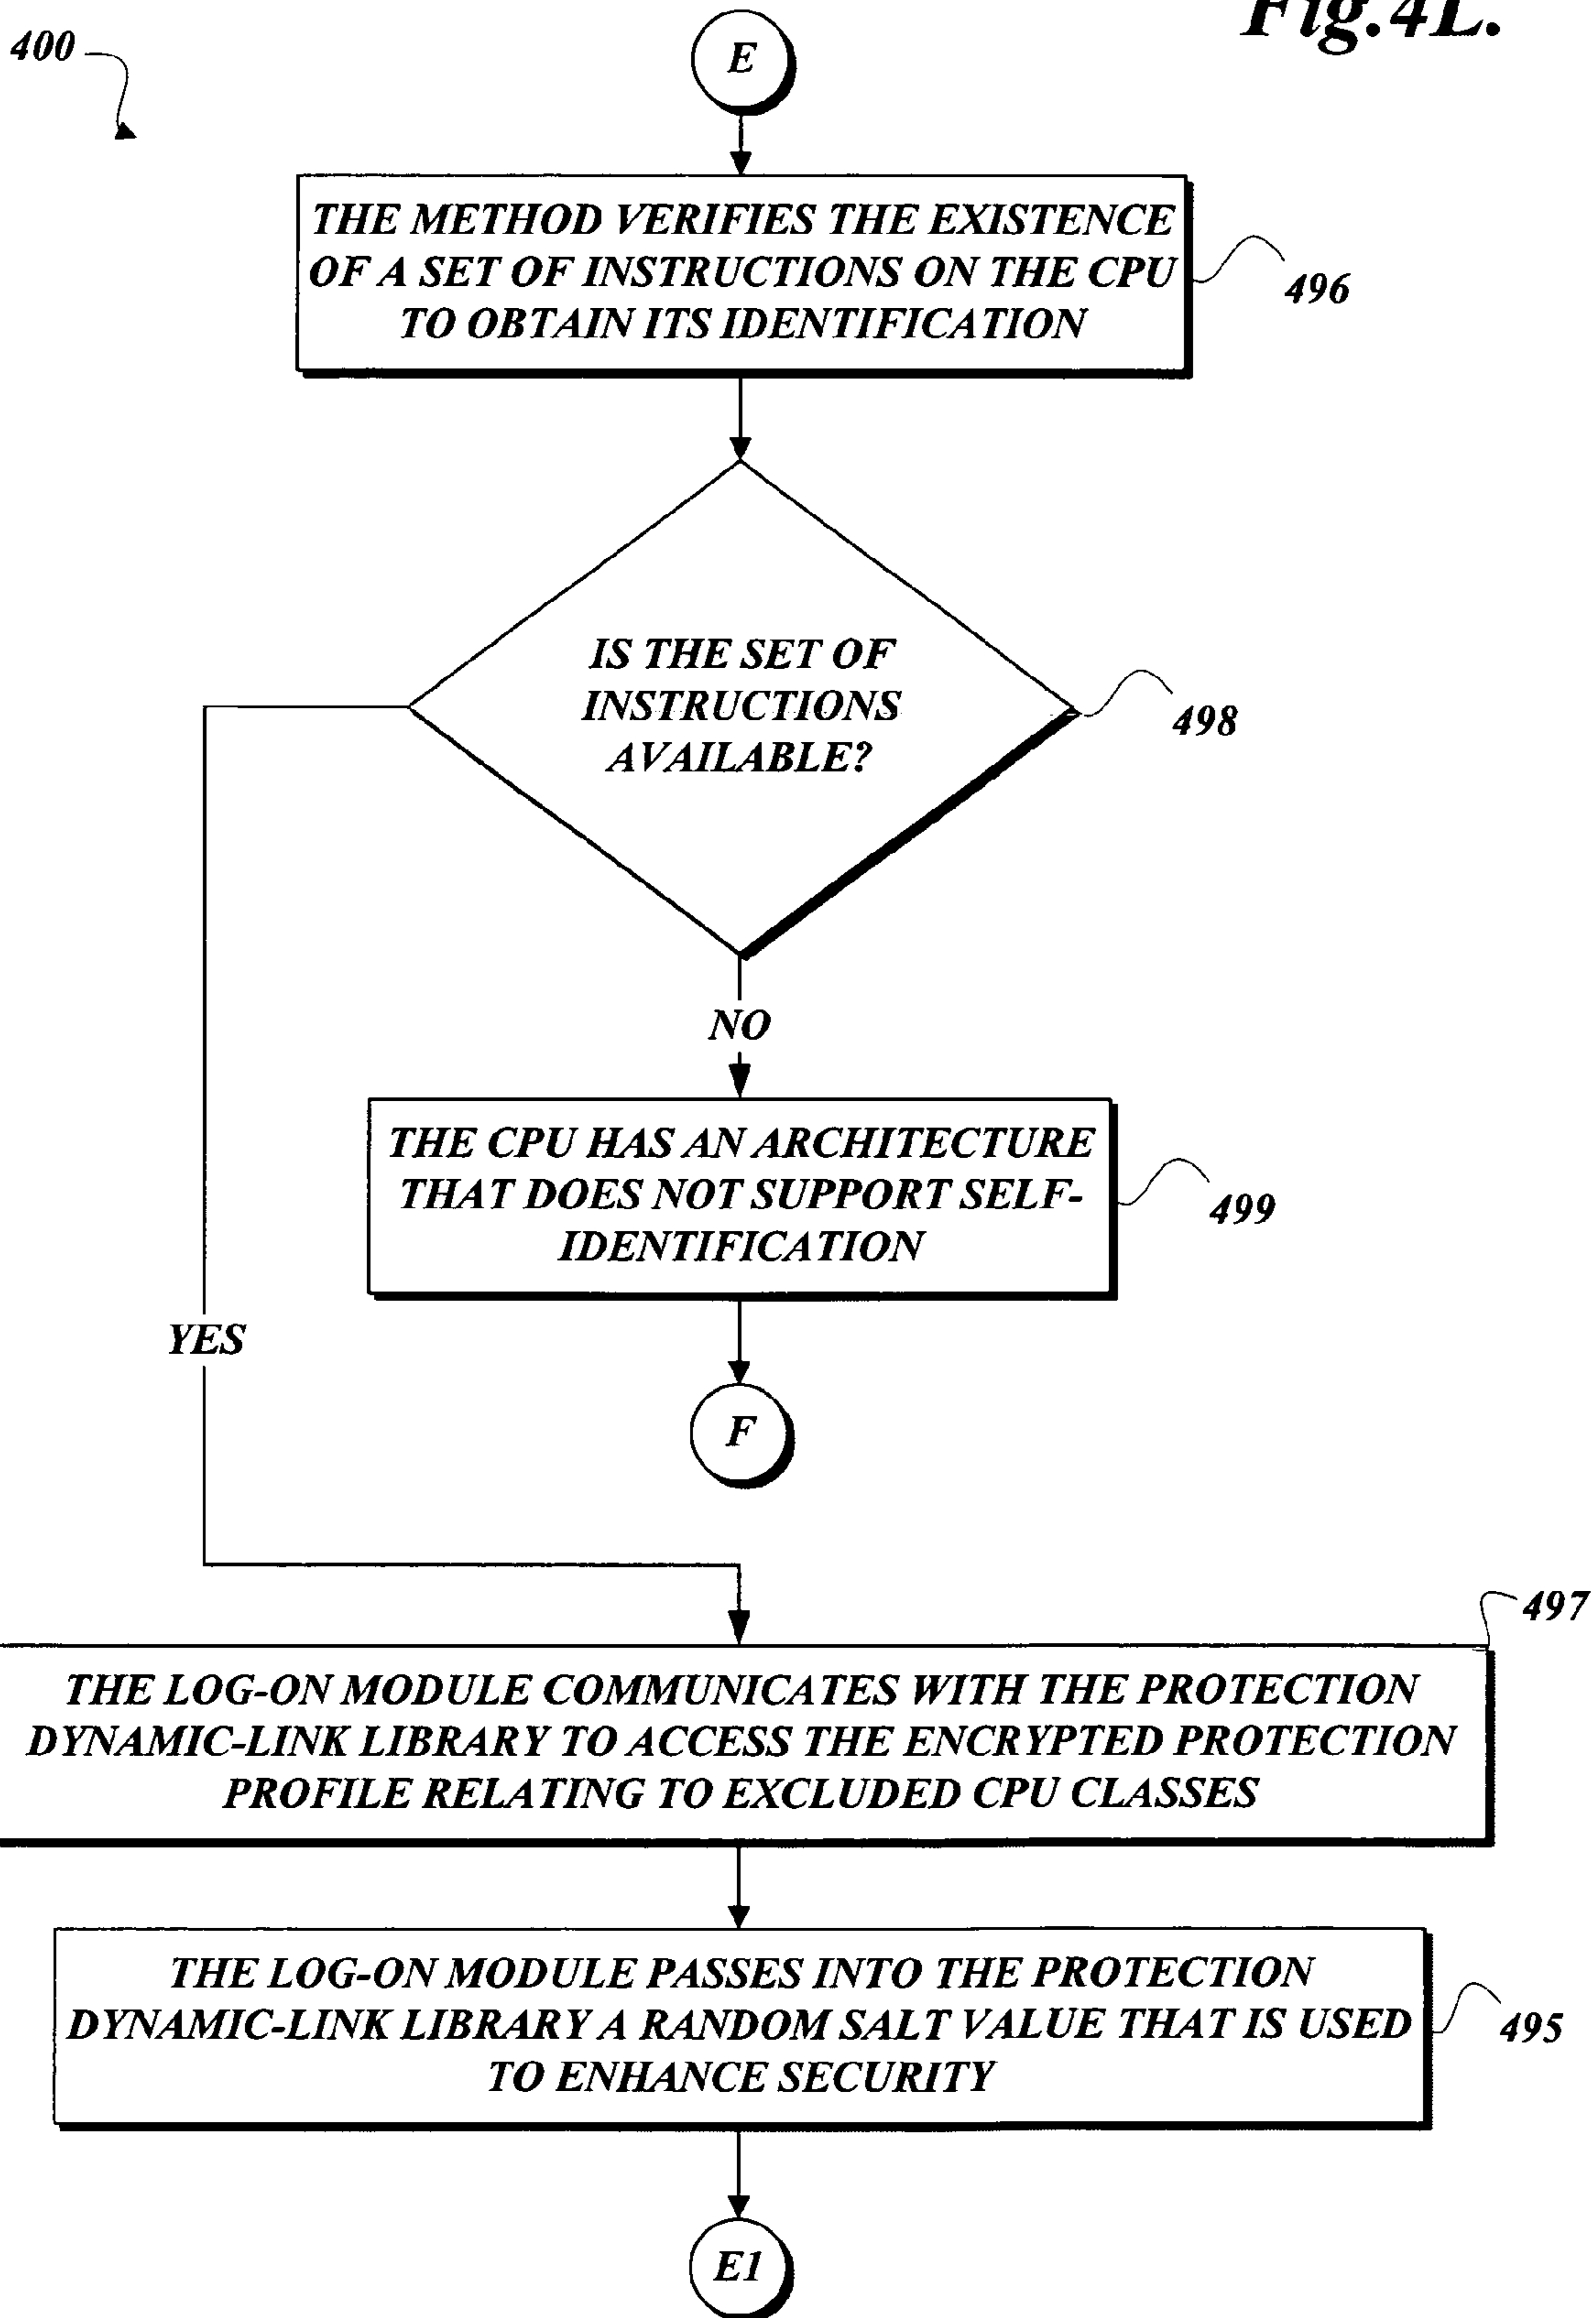 Fig.4L.
400
E
THE METHOD VERIFIES THE EXISTENCE
OF A SET OF INSTRUCTIONS ON THE CPU
TO OBTAIN ITS IDENTIFICATION
496
IS THE SET OF
INSTRUCTIONS
AVAILABLE?
498
NO
THE CPU HAS AN ARCHITECTURE
THAT DOES NOT SUPPORT SELF-
IDENTIFICATION
499
YES
F
497
THE LOG-ON MODULE COMMUNICATES WITH THE PROTECTION
DYNAMIC-LINK LIBRARY TO ACCESS THE ENCRYPTED PROTECTION
PROFILE RELATING TO EXCLUDED CPU CLASSES
THE LOG-ON MODULE PASSES INTO THE PROTECTION
DYNAMIC-LINK LIBRARY A RANDOM SALT VALUE THAT IS USED
TO ENHANCE SECURITY
495
E1